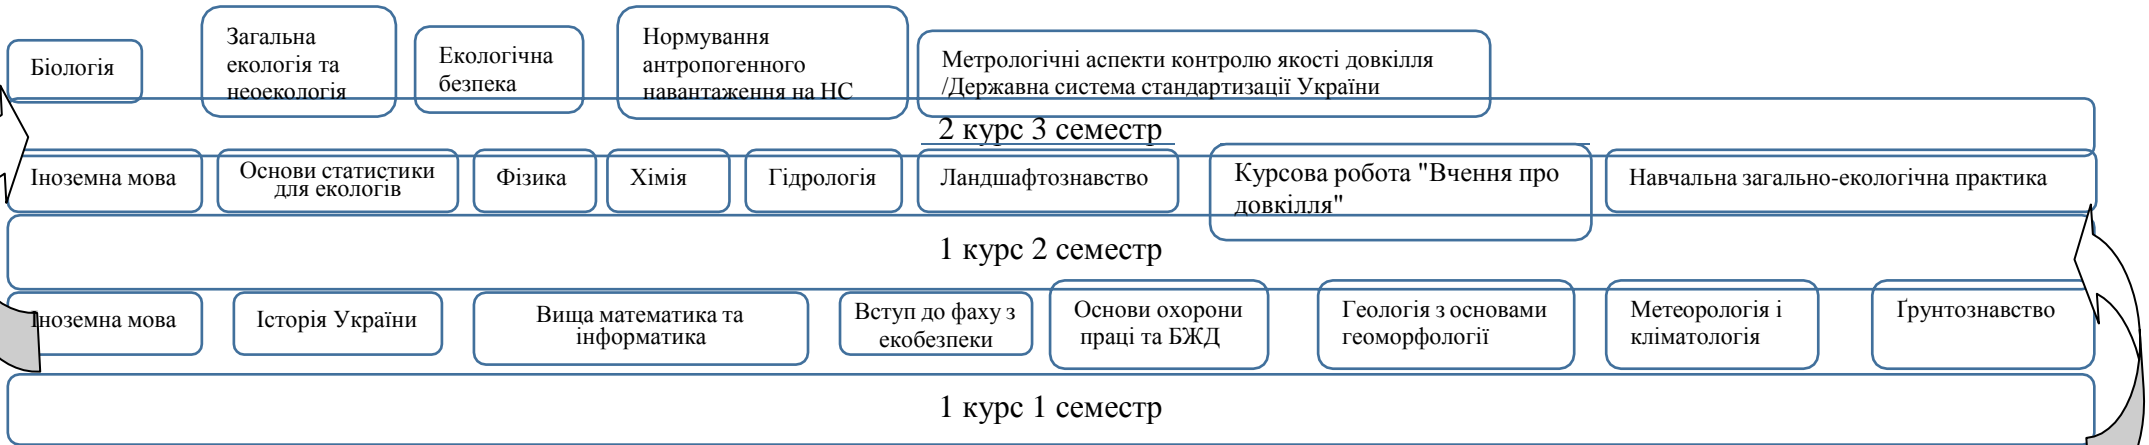 Біологія
Загальна
екологія та
неоекологія
Екологічна
безпека
Нормування
антропогенного
навантаження на НС
Метрологічні аспекти контролю якості довкілля
/Державна система стандартизації України
2 курс 3 семестр
Іноземна мова
Основи статистики
для екологів
Фізика
Хімія
Гідрологія
Ландшафтознавство
Курсова робота "Вчення про
довкілля"
Навчальна загально-екологічна практика
1 курс 2 семестр
Іноземна мова
Історія України
Вища математика та
інформатика
Вступ до фаху з
екобезпеки
Основи охорони
праці та БЖД
Геологія з основами
геоморфології
Метеорологія і
кліматологія
Ґрунтознавство
1 курс 1 семестр